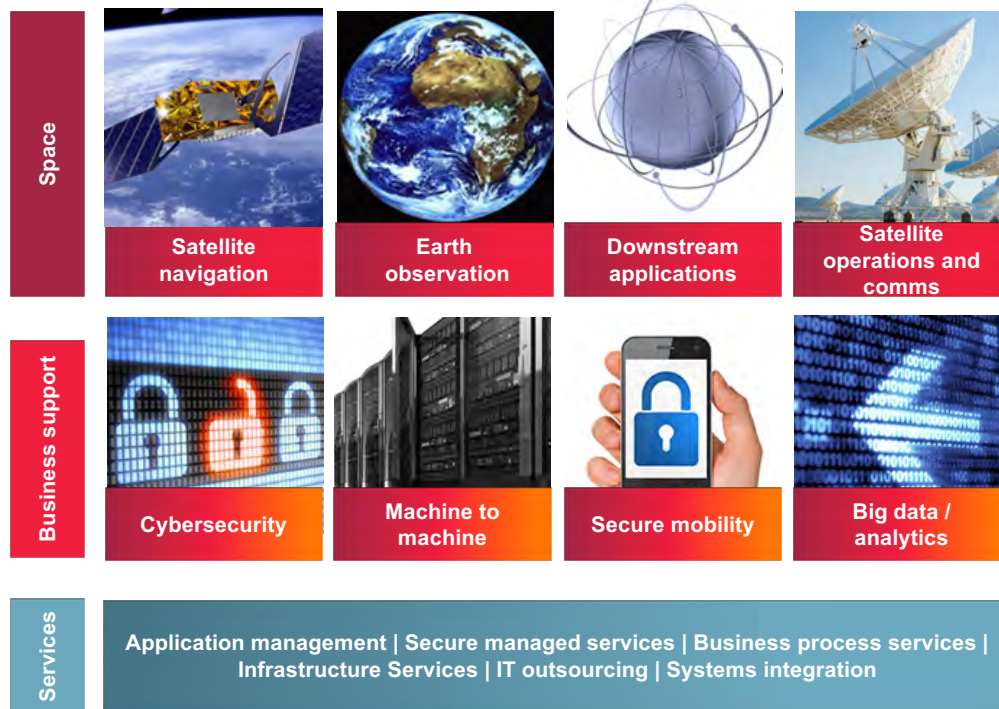 Space
Satellite
navigation
Earth
observation
Downstream
applications
Satellite
operations and
comms
Business support
Cybersecurity
Machine to
machine
Secure mobility
Big data /
analytics
Services
Application management | Secure managed services | Business process services |
Infrastructure Services | IT outsourcing | Systems integration